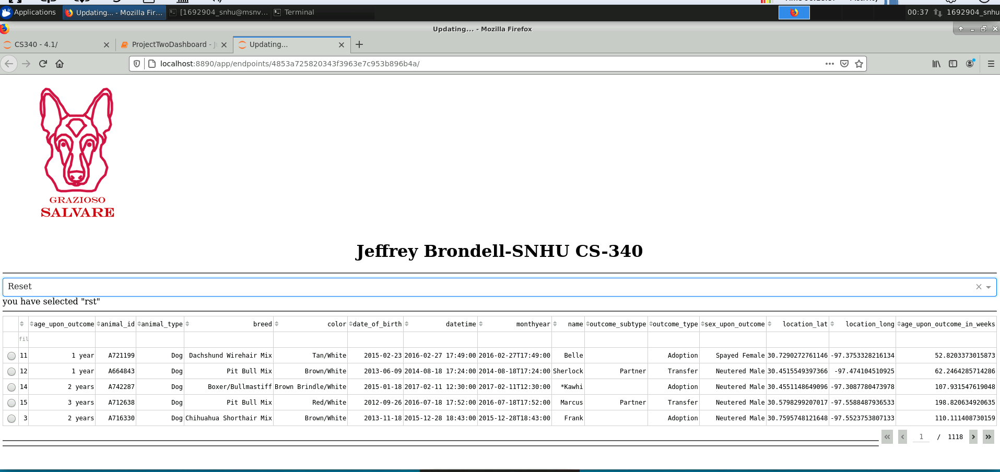 Applications Updating... - Mozilla Fir... [1692904_snhu@msnv... Terminal 00:37 1692904_snhu
Updating... - Mozilla Firefox
CS340 - 4.1/ ProjectTwoDashboard - Updating...
localhost:8890/app/endpoints/4853a725820343f3963e7c953b896b4a/
GRAZIOSO
SALVARE
Jeffrey Brondell-SNHU CS-340
Reset
you have selected "rst"
age_upon_outcome animal_id animal_type breed color date_of_birth datetime monthyear name outcome_subtype outcome_type sex_upon_outcome location_lat location_long age_upon_outcome_in_weeks
fil
11 1 year A721199 Dog Dachshund Wirehair Mix Tan/White 2015-02-23 2016-02-27 17:49:00 2016-02-27T17:49:00 Belle Adoption Spayed Female 30.7290272761146 -97.3753328216134 52.8203373015873
12 1 year A664843 Dog Pit Bull Mix Brown/White 2013-06-09 2014-08-18 17:24:00 2014-08-18T17:24:00 Sherlock Partner Transfer Neutered Male 30.4515549397366 -97.474104510925 62.2464285714286
14 2 years A742287 Dog Boxer/Bullmastiff Brown Brindle/White 2015-01-18 2017-02-11 12:30:00 2017-02-11T12:30:00 *Kawhi Adoption Neutered Male 30.4551148649096 -97.3087780473978 107.931547619048
15 3 years A712638 Dog Pit Bull Mix Red/White 2012-09-26 2016-07-18 17:52:00 2016-07-18T17:52:00 Marcus Partner Transfer Neutered Male 30.5798299207017 -97.5588487936533 198.820634920635
3 2 years A716330 Dog Chihuahua Shorthair Mix Brown/White 2013-11-18 2015-12-28 18:43:00 2015-12-28T18:43:00 Frank Adoption Neutered Male 30.7595748121648 -97.5523753807133 110.111408730159
1 / 1118